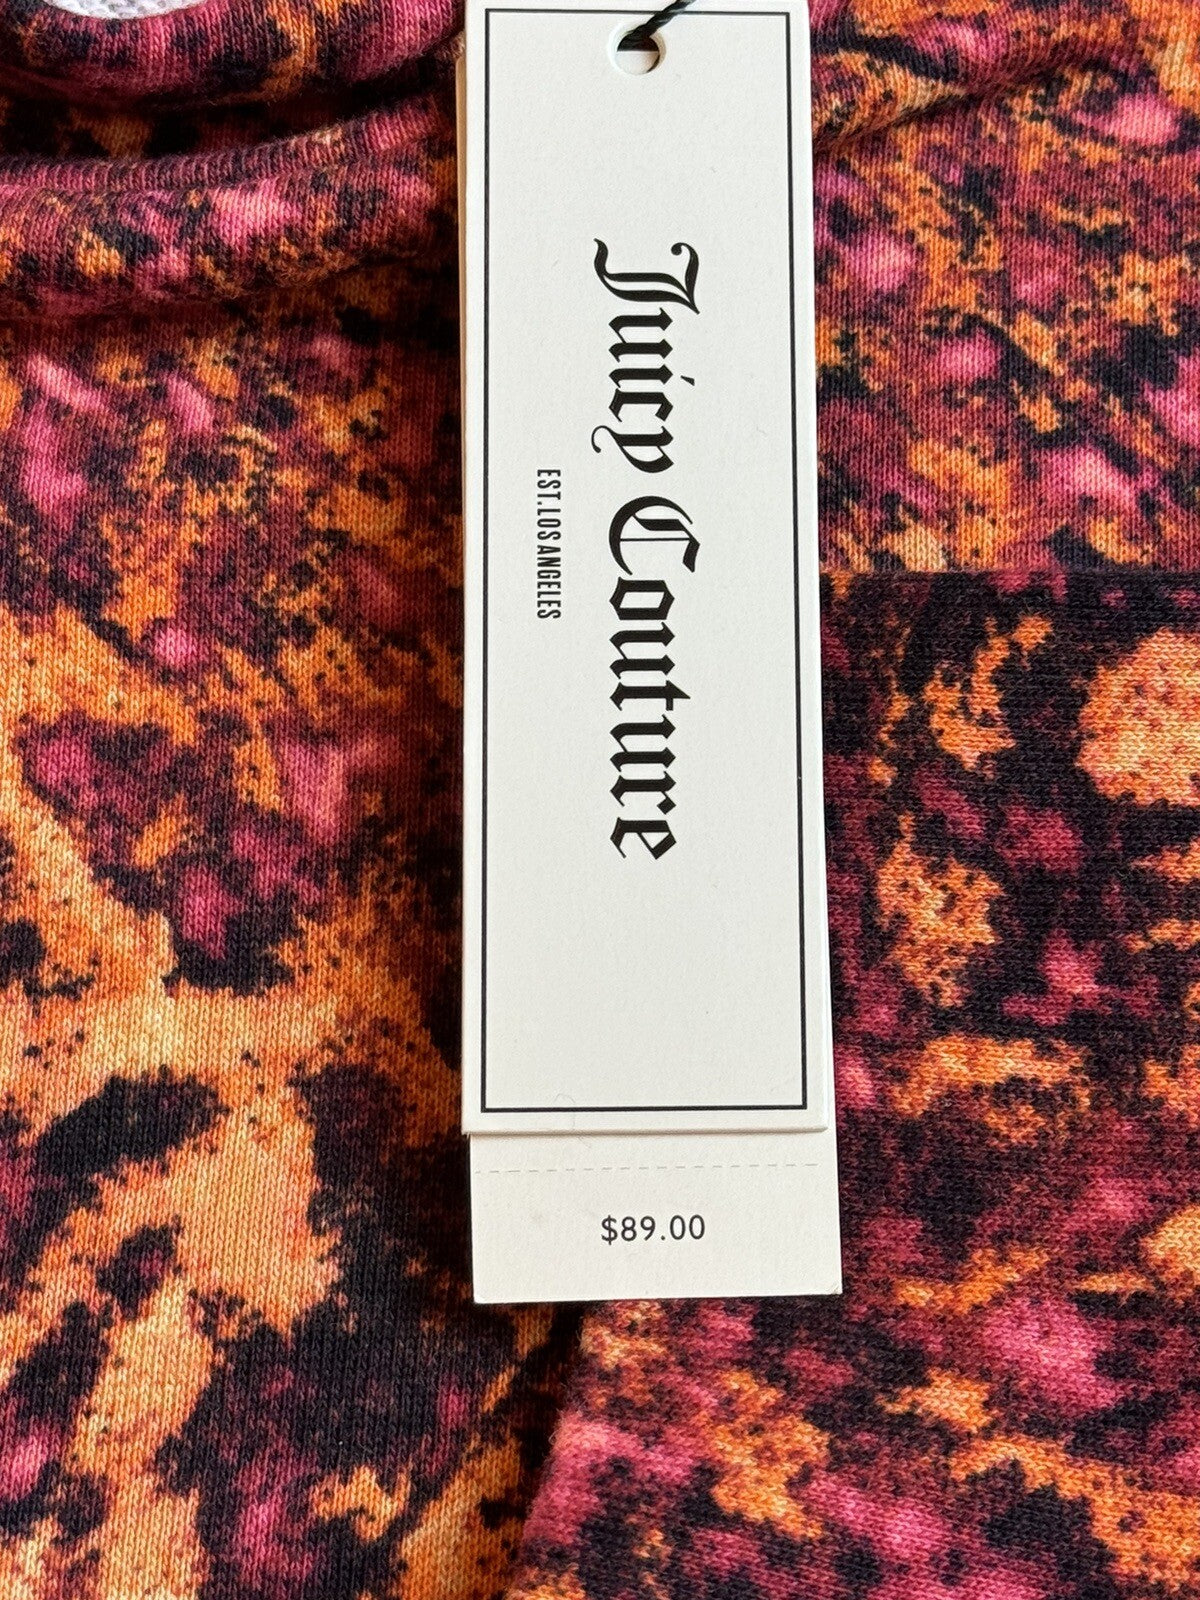 Juicy Couture
EST. LOS ANGELES
$89.00